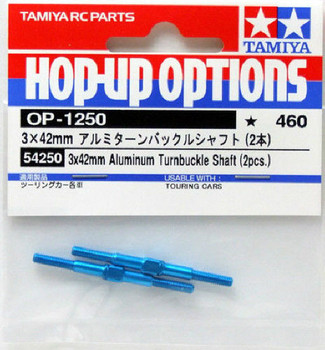 TAMIYA RC PARTS
TAMIYA
HOP-UP OPTIONS
OP-1250 ★ 460
3×42mm アルミターンバックルシャフト (2本)
54250 3x42mm Aluminum Turnbuckle Shaft (2pcs.)
適用製品 USABLE WITH :
ツーリングカー各車 TOURING CARS